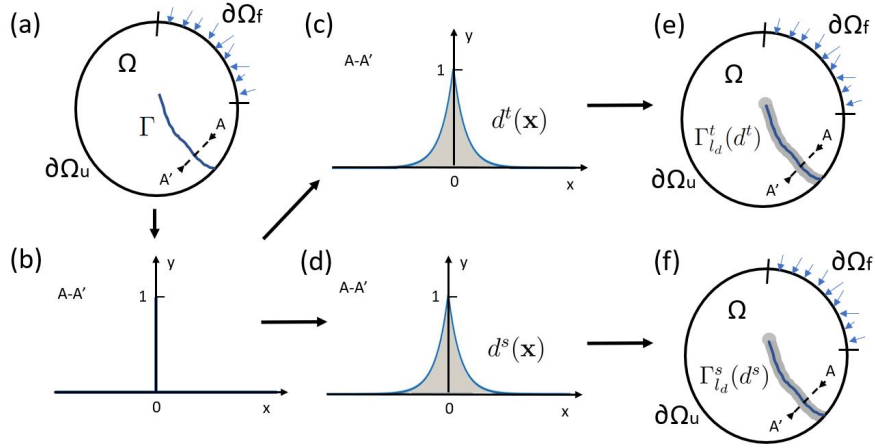 (a)
∂Ωf
Ω
Γ
A
A'
∂Ωu
(b)
A-A'
y
1
0
x
(c)
A-A'
y
1
d^t(x)
0
x
(d)
A-A'
y
1
d^s(x)
0
x
(e)
∂Ωf
Ω
Γ^t_{l_d}(d^t)
A
A'
∂Ωu
(f)
∂Ωf
Ω
Γ^s_{l_d}(d^s)
A
A'
∂Ωu